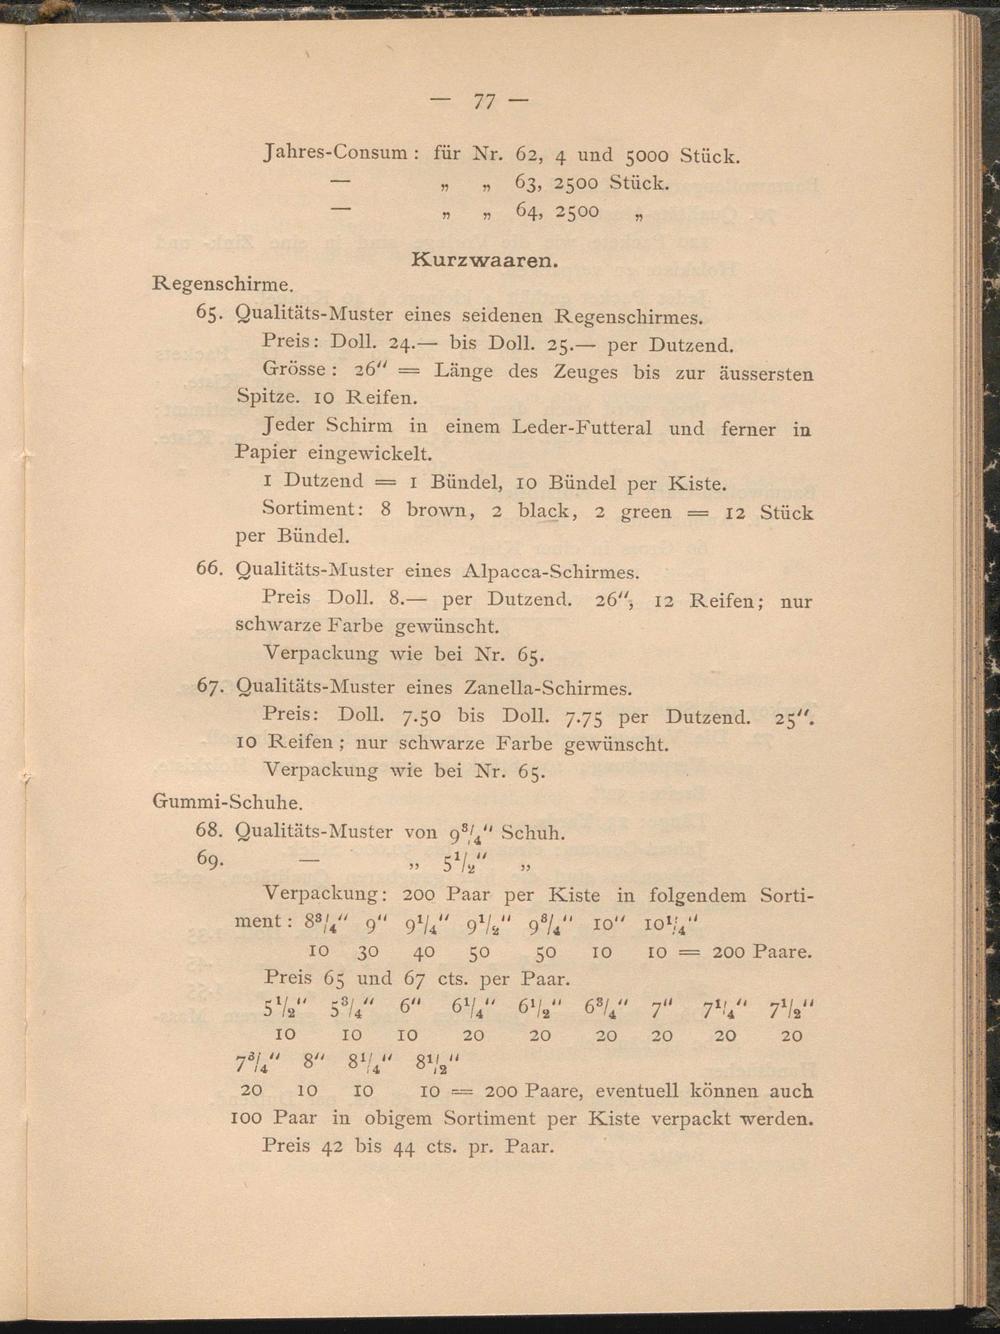 — 77 —
Jahres-Consum : für Nr. 62, 4 und 5000 Stück.
— „ „ 63, 2500 Stück.
— „ „ 64, 2500 „
Kurzwaaren.
Regenschirme.
65. Qualitäts-Muster eines seidenen Regenschirmes.
Preis: Doll. 24.— bis Doll. 25.— per Dutzend.
Grösse : 26" = Länge des Zeuges bis zur äussersten
Spitze. 10 Reifen.
Jeder Schirm in einem Leder-Futteral und ferner in
Papier eingewickelt.
1 Dutzend = 1 Bündel, 10 Bündel per Kiste.
Sortiment: 8 brown, 2 black, 2 green = 12 Stück
per Bündel.
66. Qualitäts-Muster eines Alpacca-Schirmes.
Preis Doll. 8.— per Dutzend. 26", 12 Reifen; nur
schwarze Farbe gewünscht.
Verpackung wie bei Nr. 65.
67. Qualitäts-Muster eines Zanella-Schirmes.
Preis: Doll. 7.50 bis Doll. 7.75 per Dutzend. 25".
10 Reifen ; nur schwarze Farbe gewünscht.
Verpackung wie bei Nr. 65.
Gummi-Schuhe.
68. Qualitäts-Muster von 9³/₄" Schuh.
69. — „ 5¹/₂" „
Verpackung: 200 Paar per Kiste in folgendem Sorti-
ment : 8³/₄" 9" 9¹/₄" 9¹/₂" 9³/₄" 10" 10¹/₄"
10 30 40 50 50 10 10 = 200 Paare.
Preis 65 und 67 cts. per Paar.
5¹/₂" 5³/₄" 6" 6¹/₄" 6¹/₂" 6³/₄" 7" 7¹/₄" 7¹/₂"
10 10 10 20 20 20 20 20 20
7³/₄" 8" 8¹/₄" 8¹/₂"
20 10 10 10 = 200 Paare, eventuell können auch
100 Paar in obigem Sortiment per Kiste verpackt werden.
Preis 42 bis 44 cts. pr. Paar.